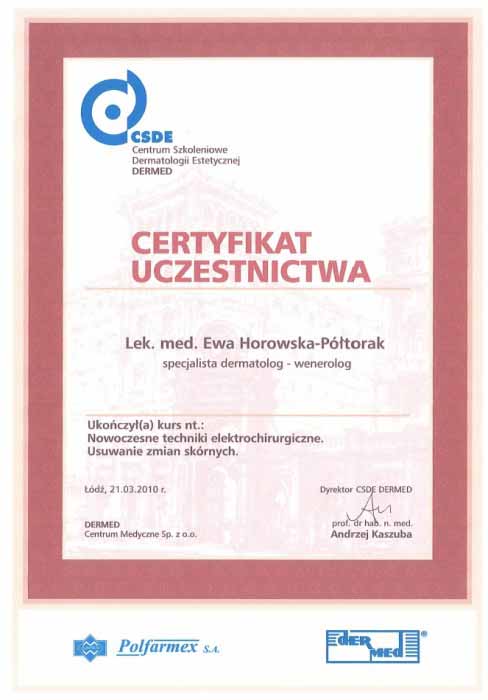 CSDE
Centrum Szkoleniowe
Dermatologii Estetycznej
DERMED
CERTYFIKAT
UCZESTNICTWA
Lek. med. Ewa Horowska-Półtorak
specjalista dermatolog - wenerolog
Ukończył(a) kurs nt.:
Nowoczesne techniki elektrochirurgiczne.
Usuwanie zmian skórnych.
Łódź, 21.03.2010 r.
Dyrektor CSDE DERMED
DERMED
Centrum Medyczne Sp. z o.o.
prof. dr hab. n. med.
Andrzej Kaszuba
Polfarmex S.A.
DER MED ®